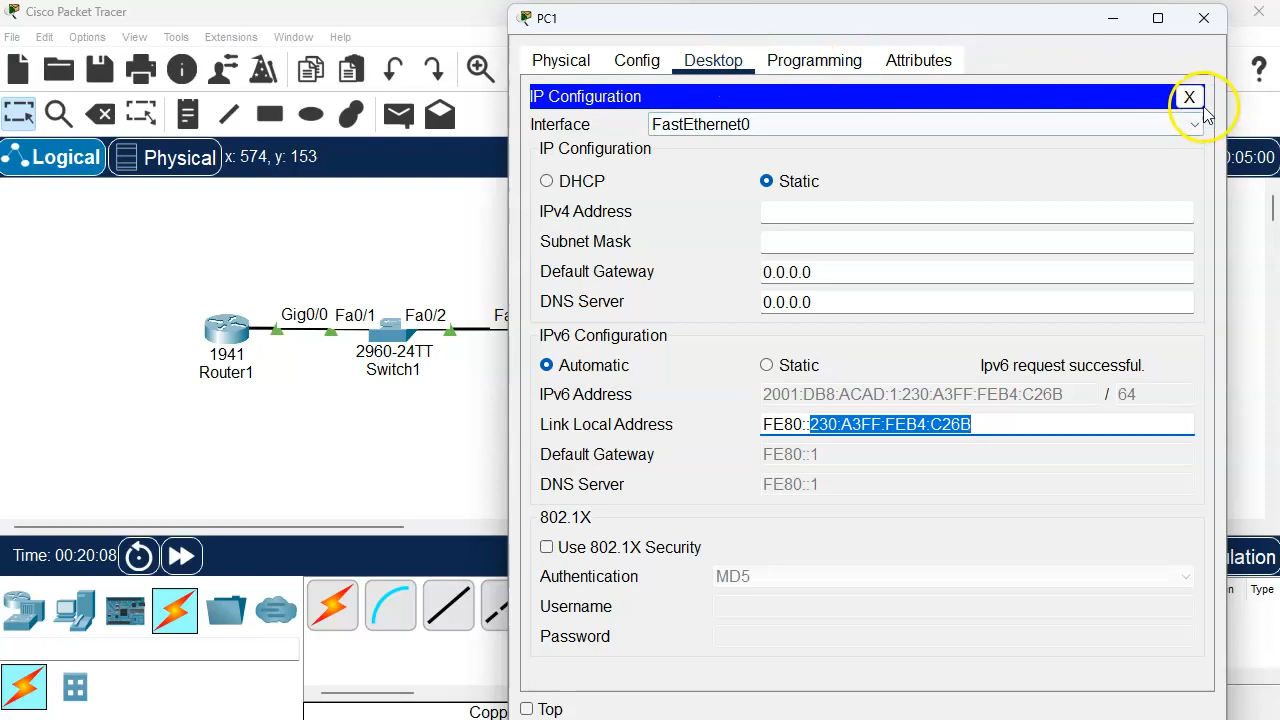 Cisco Packet Tracer
File Edit Options View Tools Extensions Window Help
Logical Physical x: 574, y: 153
:05:00
Gig0/0 Fa0/1 Fa0/2
1941
Router1
2960-24TT
Switch1
Time: 00:20:08
lation
Type
Copp
PC1
Physical Config Desktop Programming Attributes
IP Configuration X
Interface FastEthernet0
IP Configuration
DHCP Static
IPv4 Address
Subnet Mask
Default Gateway 0.0.0.0
DNS Server 0.0.0.0
IPv6 Configuration
Automatic Static Ipv6 request successful.
IPv6 Address 2001:DB8:ACAD:1:230:A3FF:FEB4:C26B / 64
Link Local Address FE80::230:A3FF:FEB4:C26B
Default Gateway FE80::1
DNS Server FE80::1
802.1X
Use 802.1X Security
Authentication MD5
Username
Password
Top